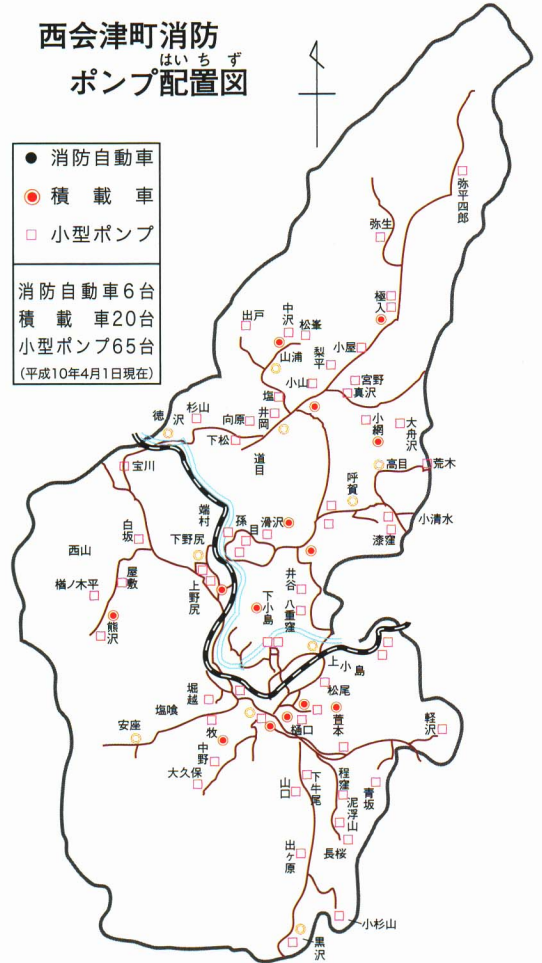 西会津町消防
はいちず
ポンプ配置図
消防自動車
積載車
小型ポンプ
消防自動車6台
積載車20台
小型ポンプ65台
(平成10年4月1日現在)
弥平四郎
弥生
極入
出戸
中沢
松峯
小屋
山浦
梨平
小山
宮野
真沢
塩
徳沢
杉山
向原
井岡
下松
道目
小綱
大舟沢
高目
荒木
宝川
呼賀
端村
孫目
滑沢
小清水
漆窪
白坂
下野尻
西山
屋敷
楢ノ木平
上野尻
井谷
下小島
八重窪
熊沢
上小島
松尾
堀越
塩喰
萱本
安座
牧
樋口
軽沢
中野
大久保
山口
下牛尾
程窪
青坂
泥浮山
出ヶ原
長桜
小杉山
黒沢